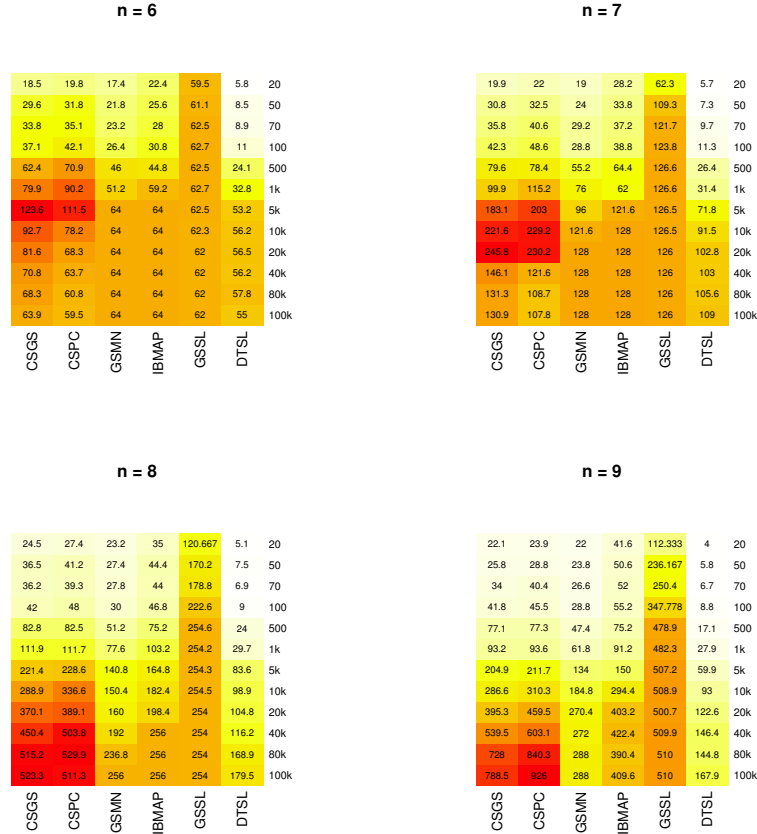 n = 6
18.5 19.8 17.4 22.4 59.5 5.8 20
29.6 31.8 21.8 25.6 61.1 8.5 50
33.8 35.1 23.2 28 62.5 8.9 70
37.1 42.1 26.4 30.8 62.7 11 100
62.4 70.9 46 44.8 62.5 24.1 500
79.9 90.2 51.2 59.2 62.7 32.8 1k
123.6 111.5 64 64 62.5 53.2 5k
92.7 78.2 64 64 62.3 56.2 10k
81.6 68.3 64 64 62 56.5 20k
70.8 63.7 64 64 62 56.2 40k
68.3 60.8 64 64 62 57.8 80k
63.9 59.5 64 64 62 55 100k
CSGS CSPC GSMN IBMAP GSSL DTSL
n = 7
19.9 22 19 28.2 62.3 5.7 20
30.8 32.5 24 33.8 109.3 7.3 50
35.8 40.6 29.2 37.2 121.7 9.7 70
42.3 48.6 28.8 38.8 123.8 11.3 100
79.6 78.4 55.2 64.4 126.6 26.4 500
99.9 115.2 76 62 126.6 31.4 1k
183.1 203 96 121.6 126.5 71.8 5k
221.6 229.2 121.6 128 126.5 91.5 10k
245.8 230.2 128 128 126 102.8 20k
146.1 121.6 128 128 126 103 40k
131.3 108.7 128 128 126 105.6 80k
130.9 107.8 128 128 126 109 100k
CSGS CSPC GSMN IBMAP GSSL DTSL
n = 8
24.5 27.4 23.2 35 120.667 5.1 20
36.5 41.2 27.4 44.4 170.2 7.5 50
36.2 39.3 27.8 44 178.8 6.9 70
42 48 30 46.8 222.6 9 100
82.8 82.5 51.2 75.2 254.6 24 500
111.9 111.7 77.6 103.2 254.2 29.7 1k
221.4 228.6 140.8 164.8 254.3 83.6 5k
288.9 336.6 150.4 182.4 254.5 98.9 10k
370.1 389.1 160 198.4 254 104.8 20k
450.4 503.8 192 256 254 116.2 40k
515.2 529.9 236.8 256 254 168.9 80k
523.3 511.3 256 256 254 179.5 100k
CSGS CSPC GSMN IBMAP GSSL DTSL
n = 9
22.1 23.9 22 41.6 112.333 4 20
25.8 28.8 23.8 50.6 236.167 5.8 50
34 40.4 26.6 52 250.4 6.7 70
41.8 45.5 28.8 55.2 347.778 8.8 100
77.1 77.3 47.4 75.2 478.9 17.1 500
93.2 93.6 61.8 91.2 482.3 27.9 1k
204.9 211.7 134 150 507.2 59.9 5k
286.6 310.3 184.8 294.4 508.9 93 10k
395.3 459.5 270.4 403.2 500.7 122.6 20k
539.5 603.1 272 422.4 509.9 146.4 40k
728 840.3 288 390.4 510 144.8 80k
788.5 926 288 409.6 510 167.9 100k
CSGS CSPC GSMN IBMAP GSSL DTSL